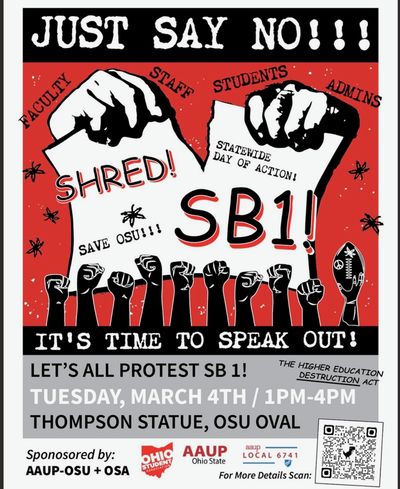 JUST SAY NO!!!
FACULTY
STAFF
STUDENTS
ADMINS
STATEWIDE
DAY OF ACTION!
SHRED!
SB1!
SAVE OSU!!!
IT'S TIME TO SPEAK OUT!
LET'S ALL PROTEST SB 1!
THE HIGHER EDUCATION
DESTRUCTION ACT
TUESDAY, MARCH 4TH / 1PM-4PM
THOMPSON STATUE, OSU OVAL
Sponosored by:
AAUP-OSU + OSA
OHIO
STUDENT
AAUP
Ohio State
aaup
LOCAL 6741
For More Details Scan: